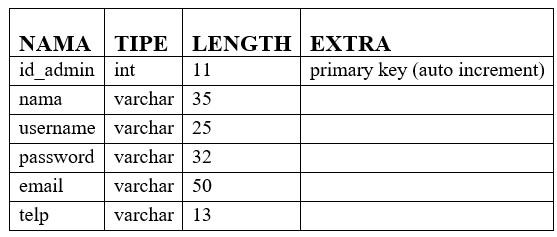 NAMA TIPE LENGTH EXTRA
id_admin int 11 primary key (auto increment)
nama varchar 35
username varchar 25
password varchar 32
email varchar 50
telp varchar 13